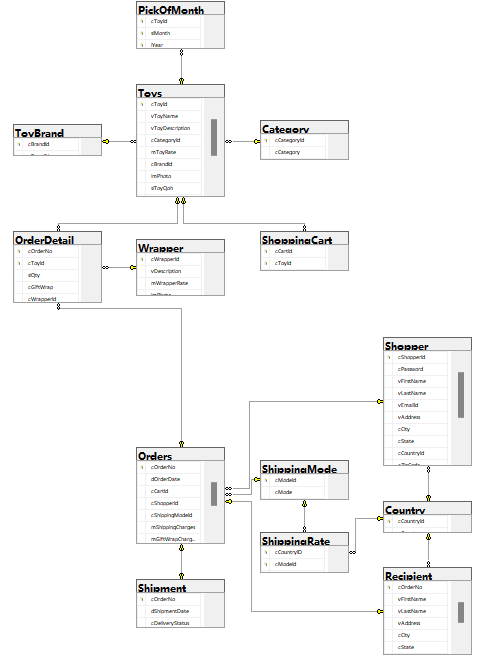 PickOfMonth
cToyId
siMonth
iYear
Toys
cToyId
vToyName
vToyDescription
cCategoryId
mToyRate
cBrandId
imPhoto
siToyQoh
ToyBrand
cBrandId
Category
cCategoryId
cCategory
OrderDetail
cOrderNo
cToyId
siQty
cGiftWrap
cWrapperId
Wrapper
cWrapperId
vDescription
mWrapperRate
imPhoto
ShoppingCart
cCartId
cToyId
Shopper
cShopperId
cPassword
vFirstName
vLastName
vEmailId
vAddress
cCity
cState
cCountryId
cZipCode
Orders
cOrderNo
dOrderDate
cCartId
cShopperId
cShippingModeId
mShippingCharges
mGiftWrapCharg...
ShippingMode
cModeId
cMode
ShippingRate
cCountryID
cModeId
Country
cCountryId
Shipment
cOrderNo
dShipmentDate
cDeliveryStatus
Recipient
cOrderNo
vFirstName
vLastName
vAddress
cCity
cState